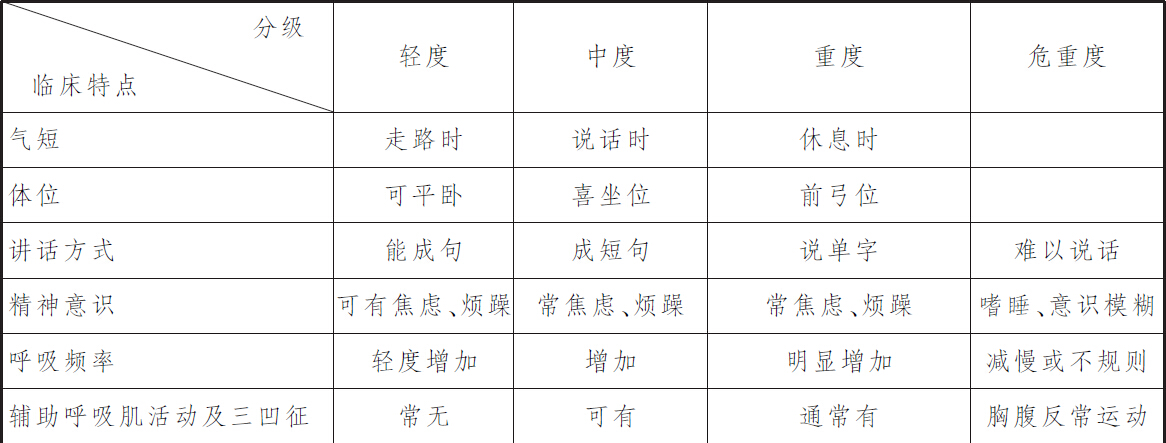 分级
临床特点
轻度 中度 重度 危重度
气短 走路时 说话时 休息时
体位 可平卧 喜坐位 前弓位
讲话方式 能成句 成短句 说单字 难以说话
精神意识 可有焦虑、烦躁 常焦虑、烦躁 常焦虑、烦躁 嗜睡、意识模糊
呼吸频率 轻度增加 增加 明显增加 减慢或不规则
辅助呼吸肌活动及三凹征 常无 可有 通常有 胸腹反常运动